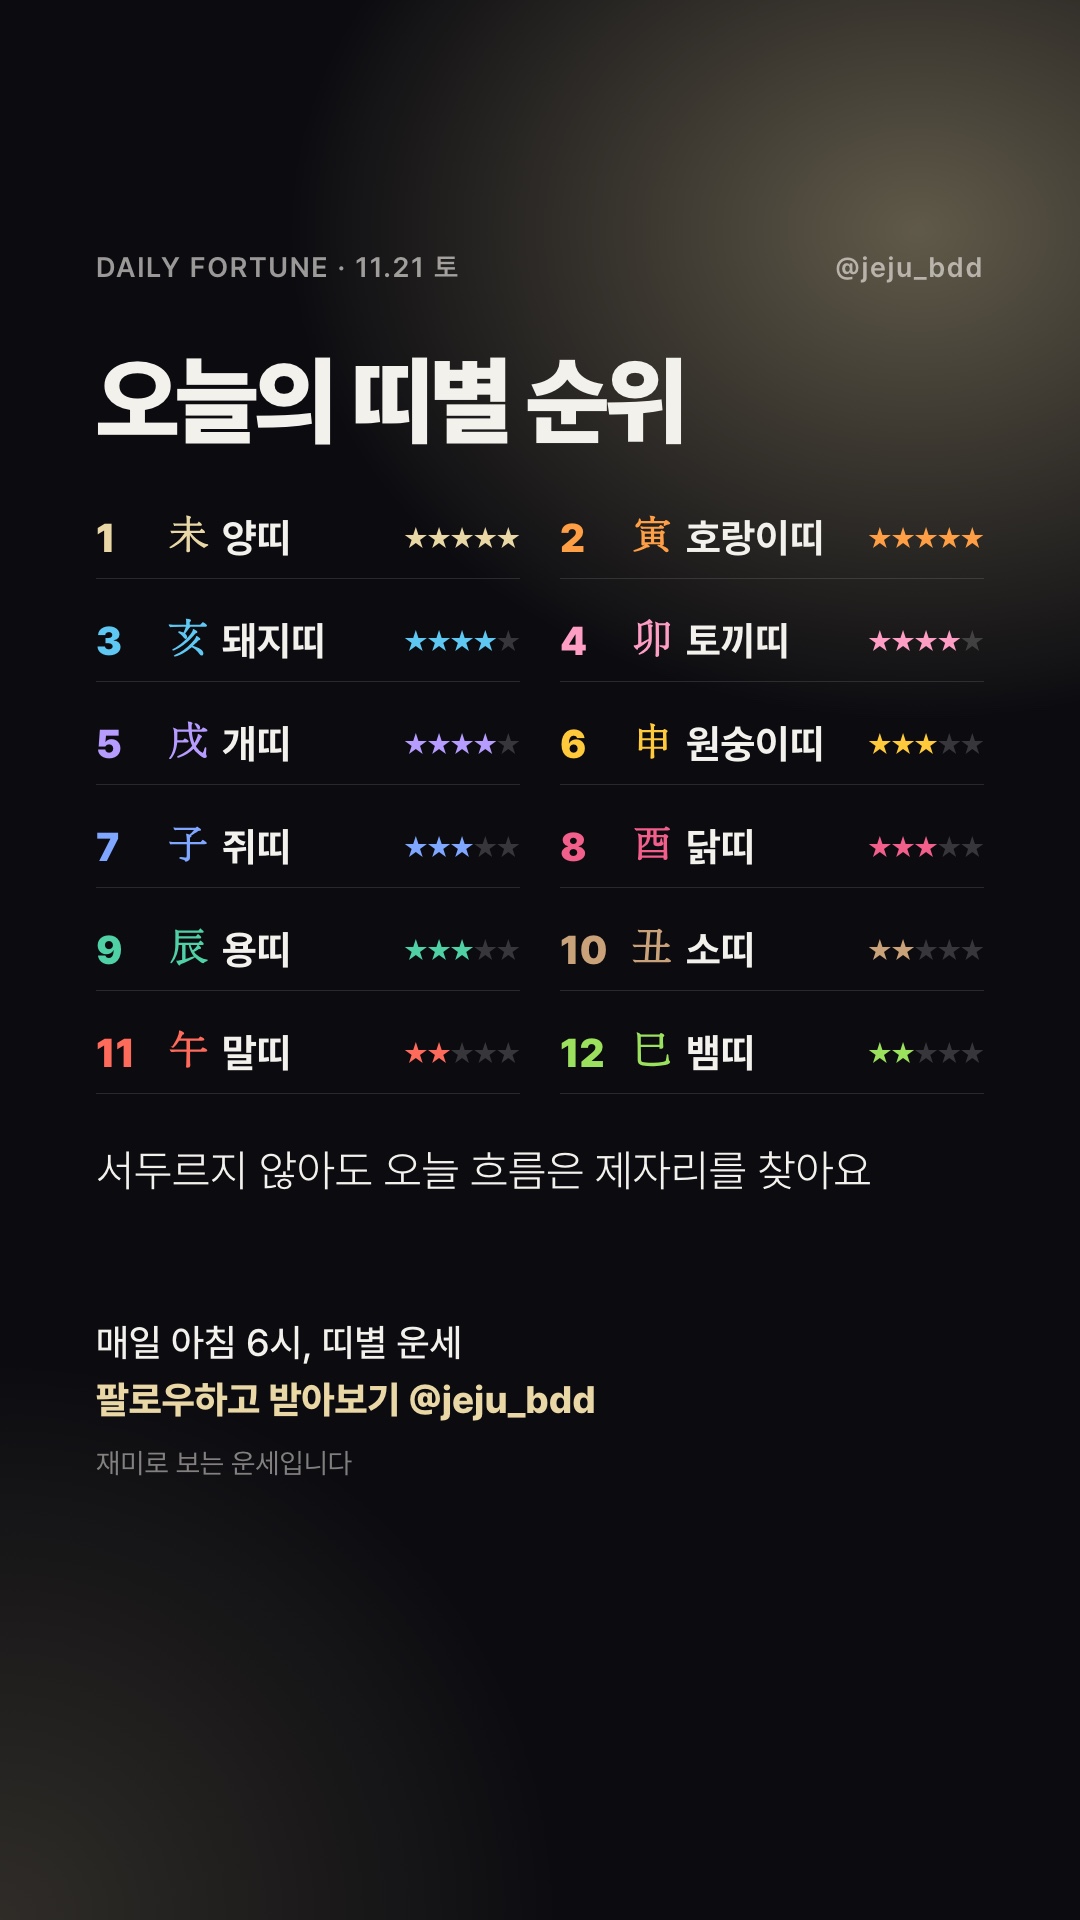 DAILY FORTUNE · 11.21 토
@jeju_bdd
오늘의 띠별 순위
1 未 양띠 ★★★★★
2 寅 호랑이띠 ★★★★★
3 亥 돼지띠 ★★★★★
4 卯 토끼띠 ★★★★★
5 戌 개띠 ★★★★★
6 申 원숭이띠 ★★★★★
7 子 쥐띠 ★★★★★
8 酉 닭띠 ★★★★★
9 辰 용띠 ★★★★★
10 丑 소띠 ★★★★★
11 午 말띠 ★★★★★
12 巳 뱀띠 ★★★★★
서두르지 않아도 오늘 흐름은 제자리를 찾아요
매일 아침 6시, 띠별 운세
팔로우하고 받아보기 @jeju_bdd
재미로 보는 운세입니다